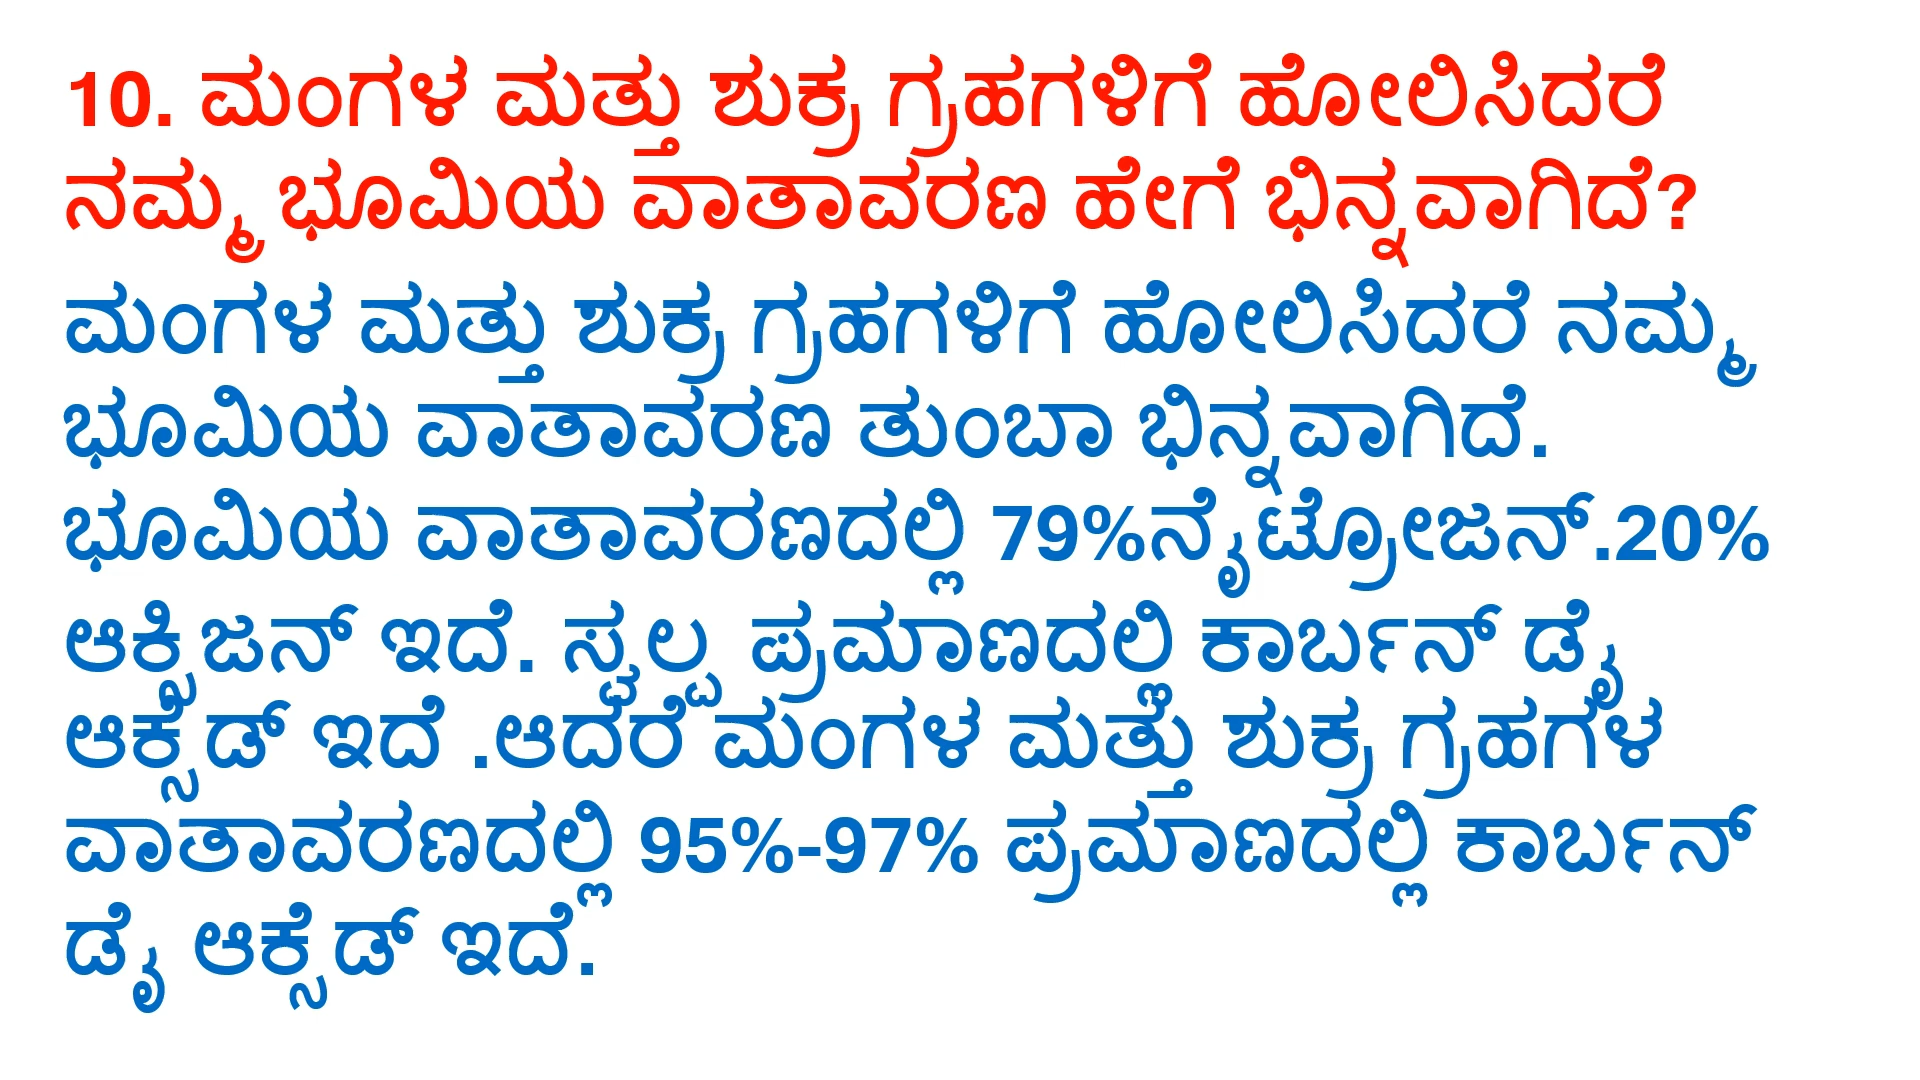 10. ಮಂಗಳ ಮತ್ತು ಶುಕ್ರ ಗ್ರಹಗಳಿಗೆ ಹೋಲಿಸಿದರೆ
ನಮ್ಮ ಭೂಮಿಯ ವಾತಾವರಣ ಹೇಗೆ ಭಿನ್ನವಾಗಿದೆ?
ಮಂಗಳ ಮತ್ತು ಶುಕ್ರ ಗ್ರಹಗಳಿಗೆ ಹೋಲಿಸಿದರೆ ನಮ್ಮ
ಭೂಮಿಯ ವಾತಾವರಣ ತುಂಬಾ ಭಿನ್ನವಾಗಿದೆ.
ಭೂಮಿಯ ವಾತಾವರಣದಲ್ಲಿ 79%ನೈಟ್ರೋಜನ್.20%
ಆಕ್ಸಿಜನ್ ಇದೆ. ಸ್ವಲ್ಪ ಪ್ರಮಾಣದಲ್ಲಿ ಕಾರ್ಬನ್ ಡೈ
ಆಕ್ಸೆಡ್ ಇದೆ .ಆದರೆ ಮಂಗಳ ಮತ್ತು ಶುಕ್ರ ಗ್ರಹಗಳ
ವಾತಾವರಣದಲ್ಲಿ 95%-97% ಪ್ರಮಾಣದಲ್ಲಿ ಕಾರ್ಬನ್
ಡೈ ಆಕ್ಸೆಡ್ ಇದೆ.